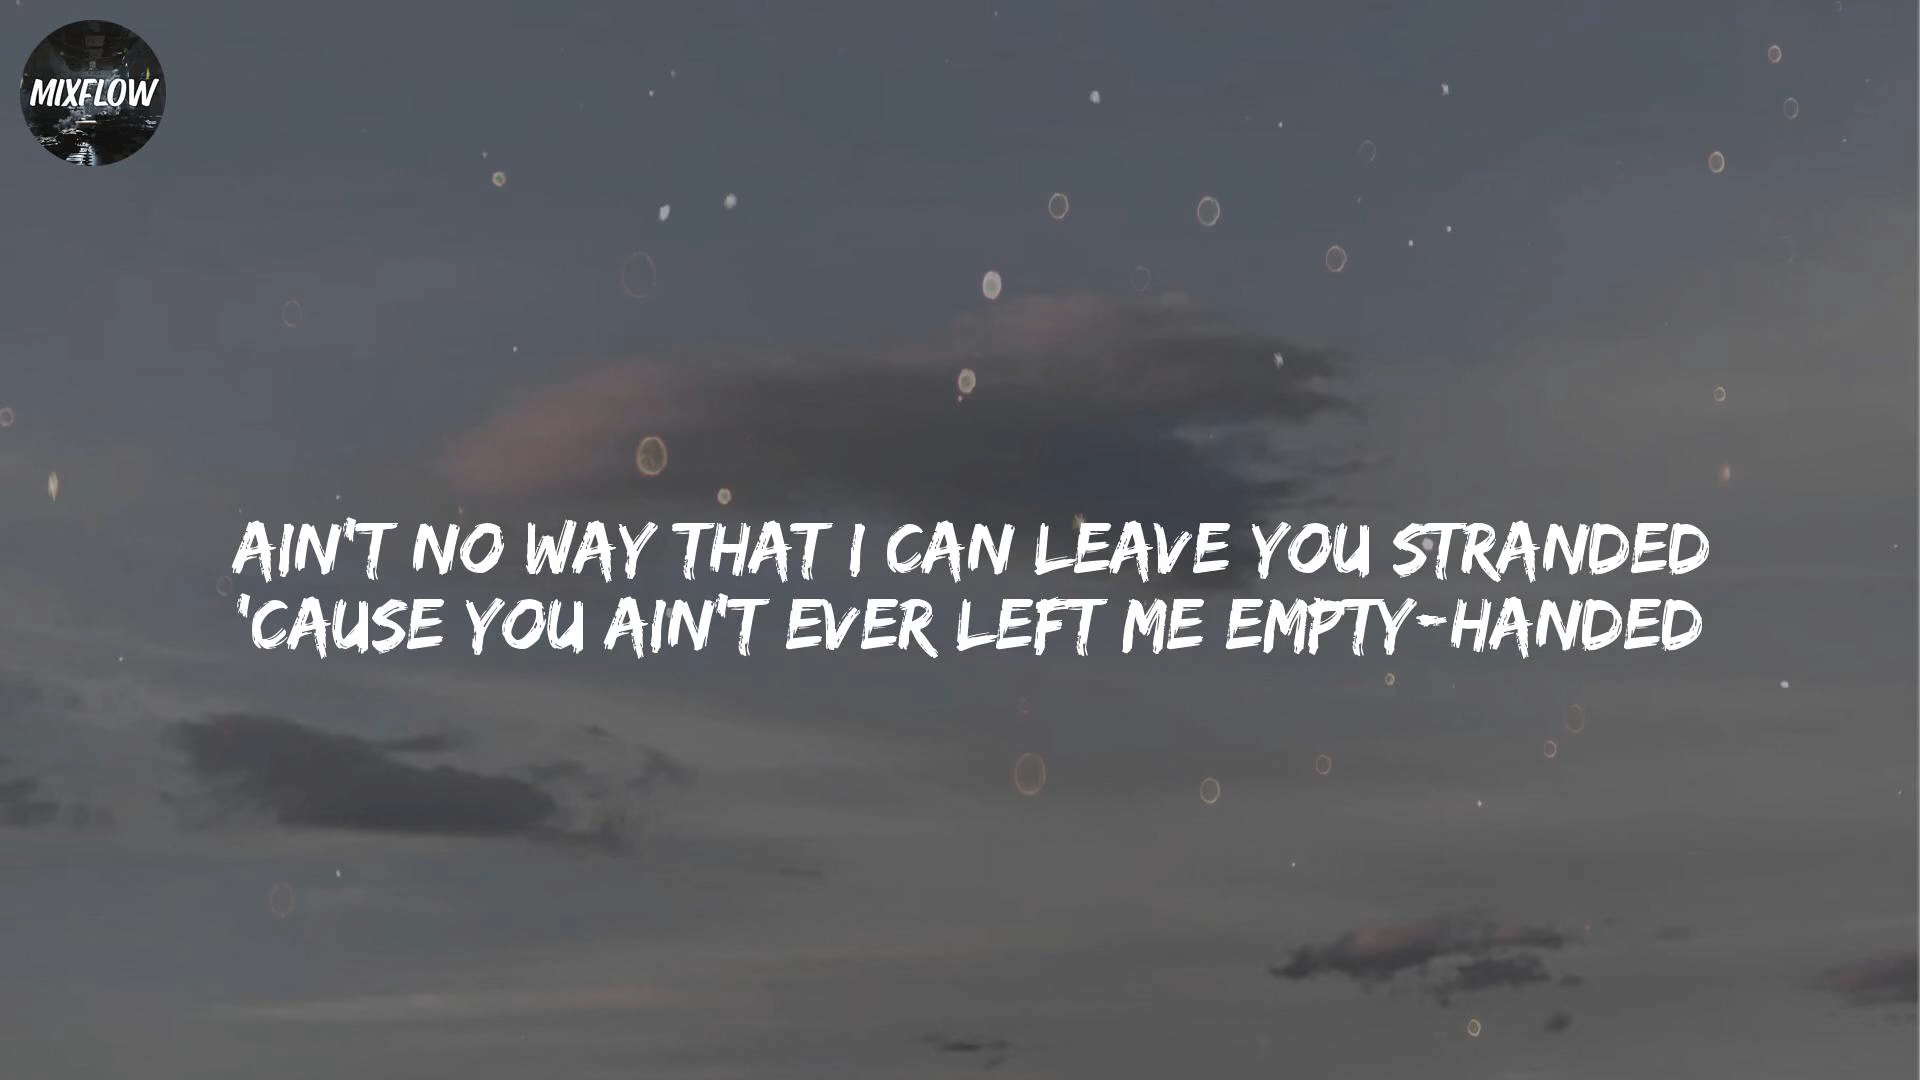 MIXFLOW
AIN'T NO WAY THAT I CAN LEAVE YOU STRANDED
'CAUSE YOU AIN'T EVER LEFT ME EMPTY-HANDED